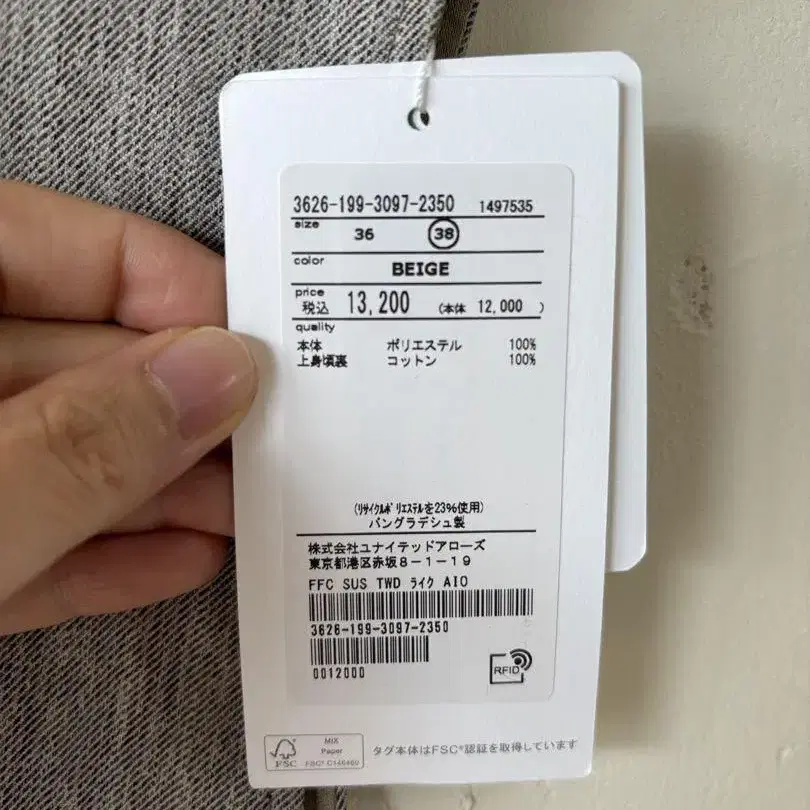 3626-199-3097-2350 1497535
size 36 38
color BEIGE
price 税込 13,200 (本体 12,000 )
quality
本体 ポリエステル 100%
上身頃裏 コットン 100%
(リサイクルポリエステルを23%使用)
バングラデシュ製
株式会社ユナイテッドアローズ
東京都港区赤坂8-1-19
FFC SUS TWD ライク AIO
3626-199-3097-2350
0012000
RFID
FSC
MIX
Paper
タグ本体はFSC®認証を取得しています